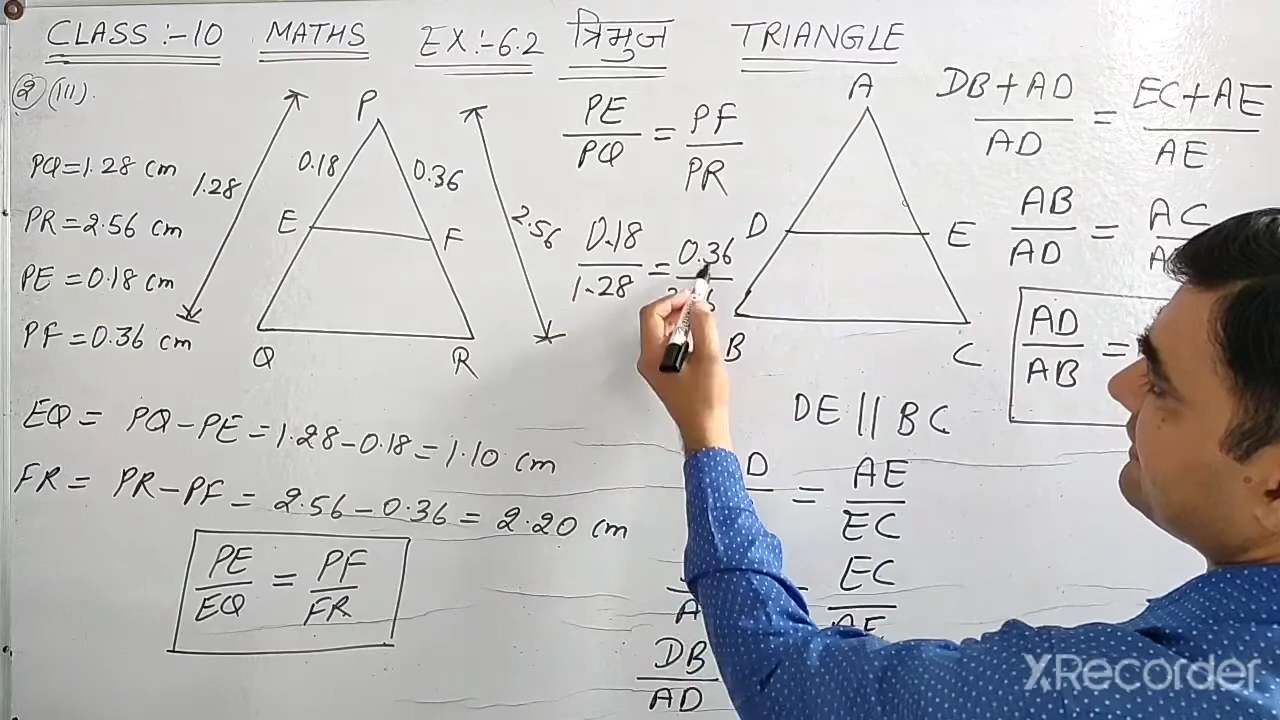 CLASS :-10 MATHS EX:-6.2 त्रिभुज TRIANGLE
② (III).
PQ = 1.28 cm
PR = 2.56 cm
PE = 0.18 cm
PF = 0.36 cm
1.28
P
0.18
0.36
2.56
E
F
Q
R
PE/PQ = PF/PR
0.18/1.28 = 0.36/
A
D
E
B
C
DB+AD/AD = EC+AE/AE
AB/AD = AC/
AD/AB =
EQ = PQ-PE = 1.28-0.18 = 1.10 cm
FR = PR-PF = 2.56-0.36 = 2.20 cm
PE/EQ = PF/FR
DE || BC
D = AE/EC
EC/AE
DB/AD
XRecorder